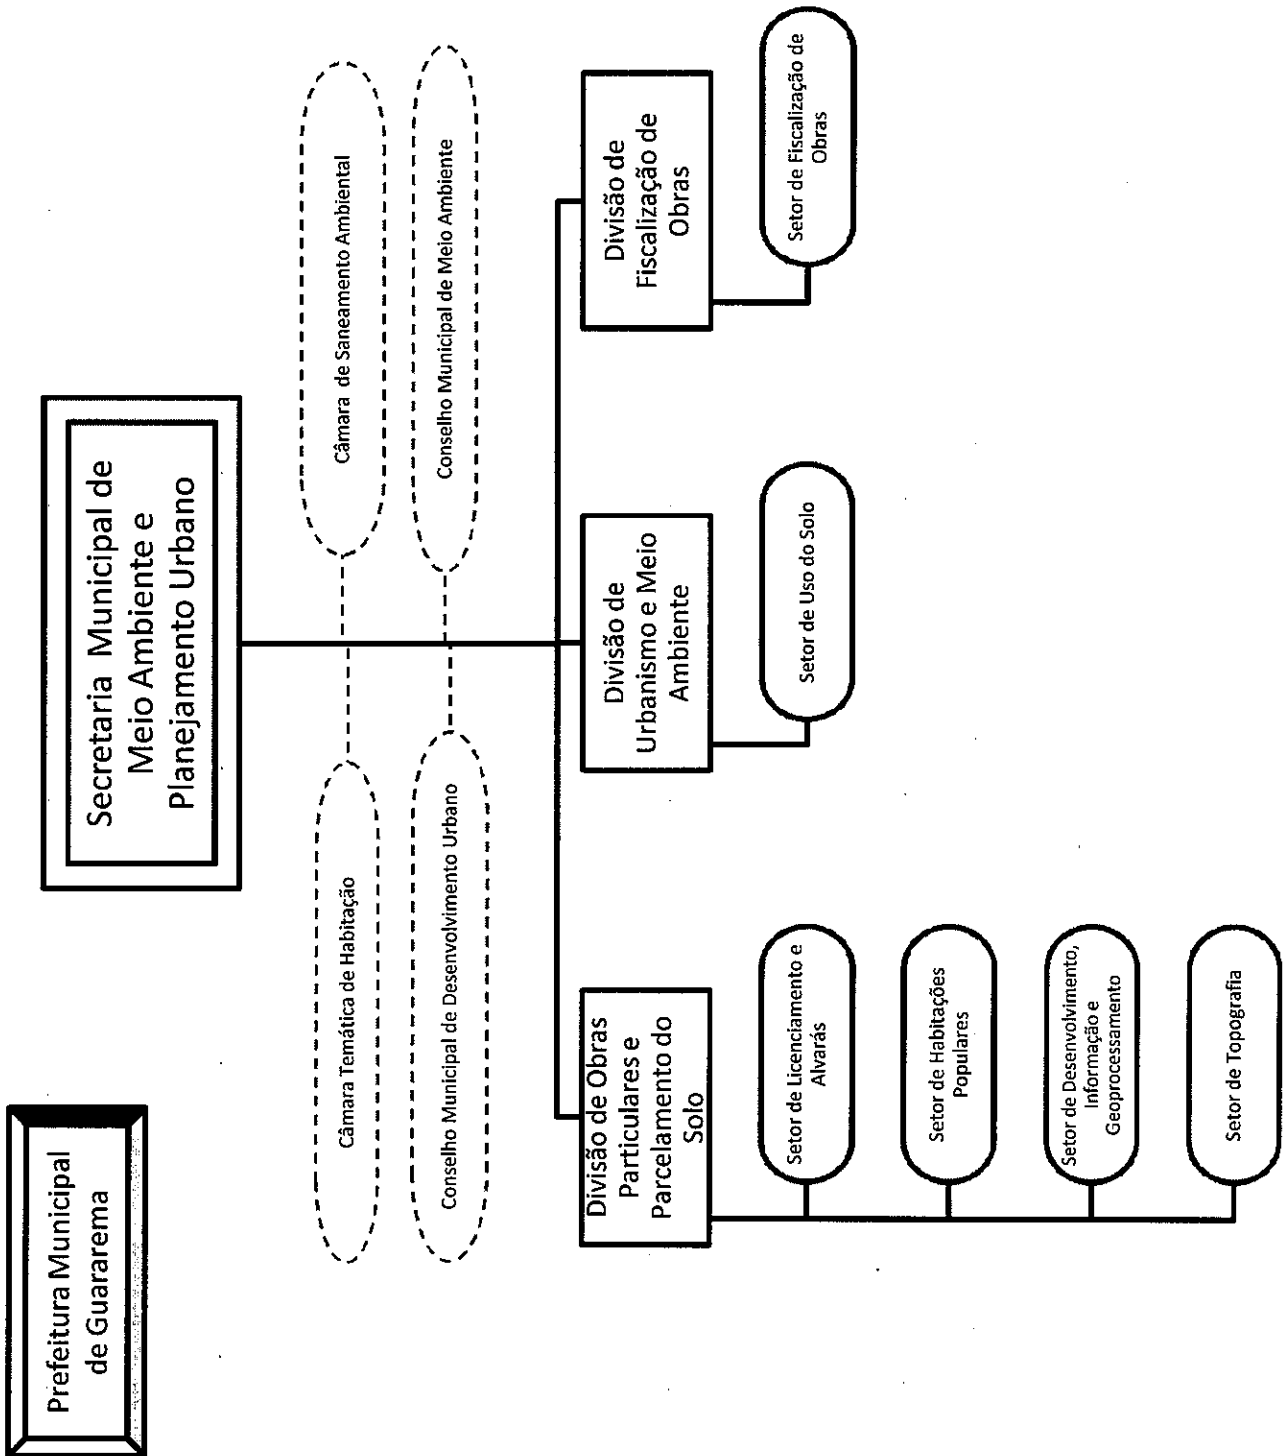 Prefeitura Municipal
de Guararema
Secretaria Municipal de
Meio Ambiente e
Planejamento Urbano
Câmara Temática de Habitação
Câmara de Saneamento Ambiental
Conselho Municipal de Desenvolvimento Urbano
Conselho Municipal de Meio Ambiente
Divisão de Obras
Particulares e
Parcelamento do
Solo
Setor de Licenciamento e
Alvarás
Setor de Habitações
Populares
Setor de Desenvolvimento,
Informação e
Geoprocessamento
Setor de Topografia
Divisão de
Urbanismo e Meio
Ambiente
Setor de Uso do Solo
Divisão de
Fiscalização de
Obras
Setor de Fiscalização de
Obras